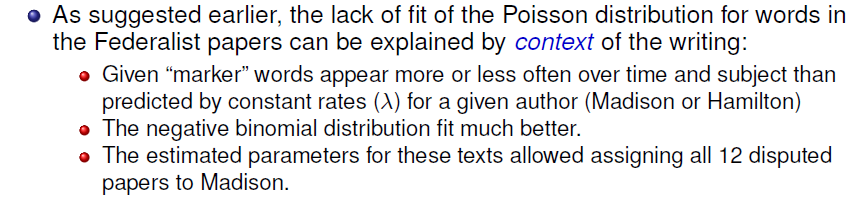 As suggested earlier, the lack of fit of the Poisson distribution for words in
the Federalist papers can be explained by context of the writing:
Given “marker” words appear more or less often over time and subject than
predicted by constant rates (λ) for a given author (Madison or Hamilton)
The negative binomial distribution fit much better.
The estimated parameters for these texts allowed assigning all 12 disputed
papers to Madison.